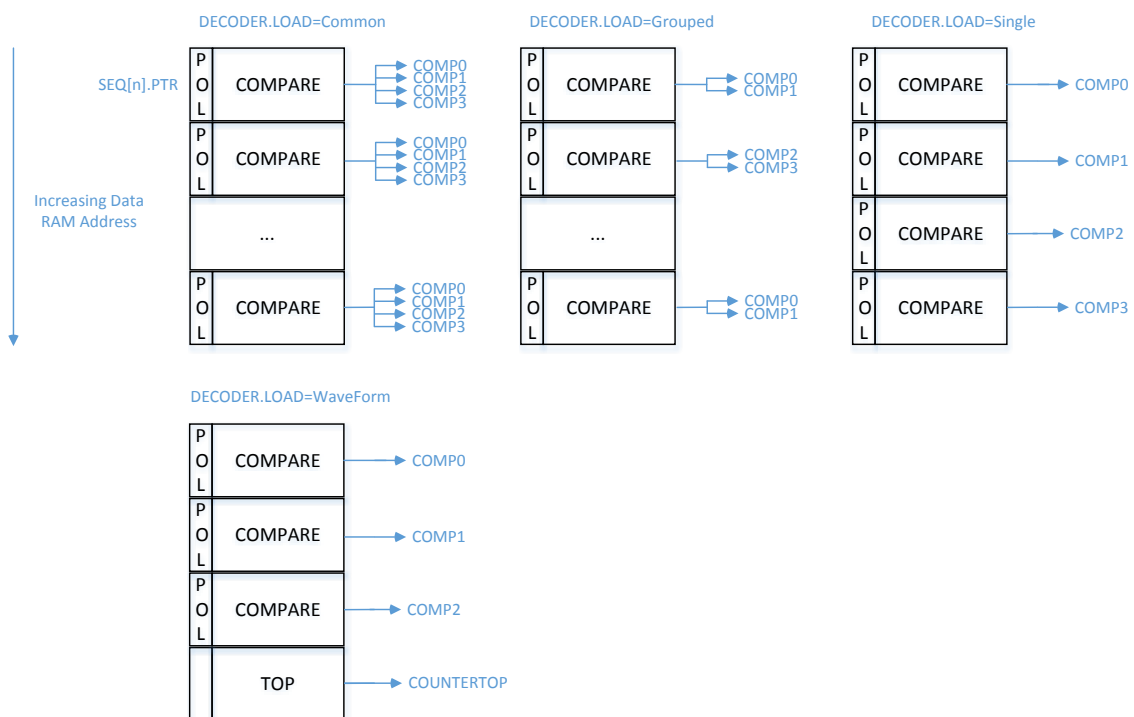 DECODER.LOAD=Common
SEQ[n].PTR
Increasing Data
RAM Address
P
O
L
COMPARE
COMP0
COMP1
COMP2
COMP3
P
O
L
COMPARE
COMP0
COMP1
COMP2
COMP3
...
P
O
L
COMPARE
COMP0
COMP1
COMP2
COMP3
DECODER.LOAD=Grouped
P
O
L
COMPARE
COMP0
COMP1
P
O
L
COMPARE
COMP2
COMP3
...
P
O
L
COMPARE
COMP0
COMP1
DECODER.LOAD=Single
P
O
L
COMPARE
COMP0
P
O
L
COMPARE
COMP1
P
O
L
COMPARE
COMP2
P
O
L
COMPARE
COMP3
DECODER.LOAD=WaveForm
P
O
L
COMPARE
COMP0
P
O
L
COMPARE
COMP1
P
O
L
COMPARE
COMP2
TOP
COUNTERTOP